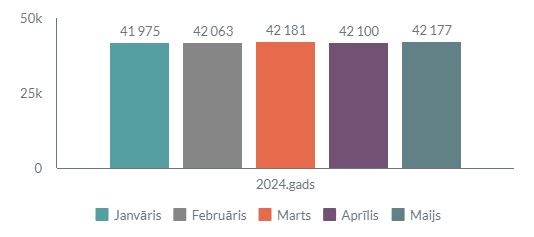 50k
41 975
42 063
42 181
42 100
42 177
25k
0
2024.gads
Janvāris
Februāris
Marts
Aprīlis
Maijs